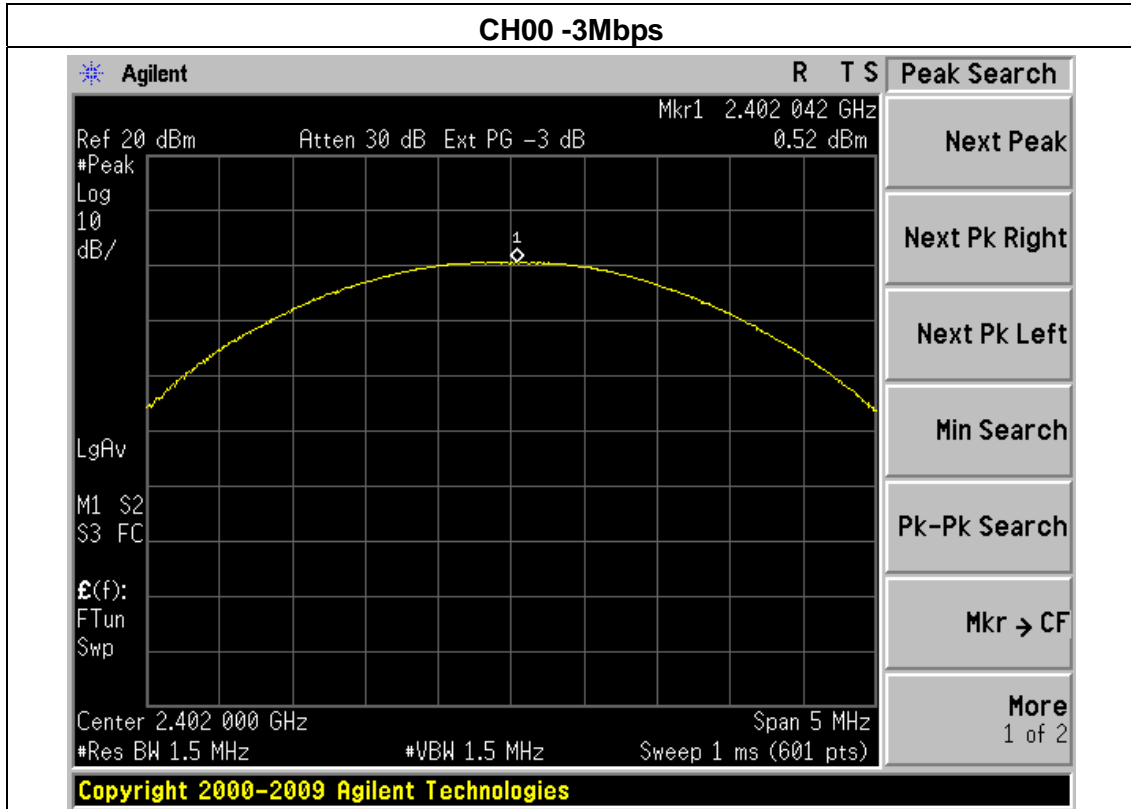 CH00 -3Mbps
Agilent R T S Peak Search
Mkr1 2.402 042 GHz
Ref 20 dBm Atten 30 dB Ext PG -3 dB 0.52 dBm
#Peak
Log
10
dB/
1
LgAv
M1 S2
S3 FC
£(f):
FTun
Swp
Center 2.402 000 GHz Span 5 MHz
#Res BW 1.5 MHz #VBW 1.5 MHz Sweep 1 ms (601 pts)
Copyright 2000-2009 Agilent Technologies
Next Peak
Next Pk Right
Next Pk Left
Min Search
Pk-Pk Search
Mkr → CF
More
1 of 2